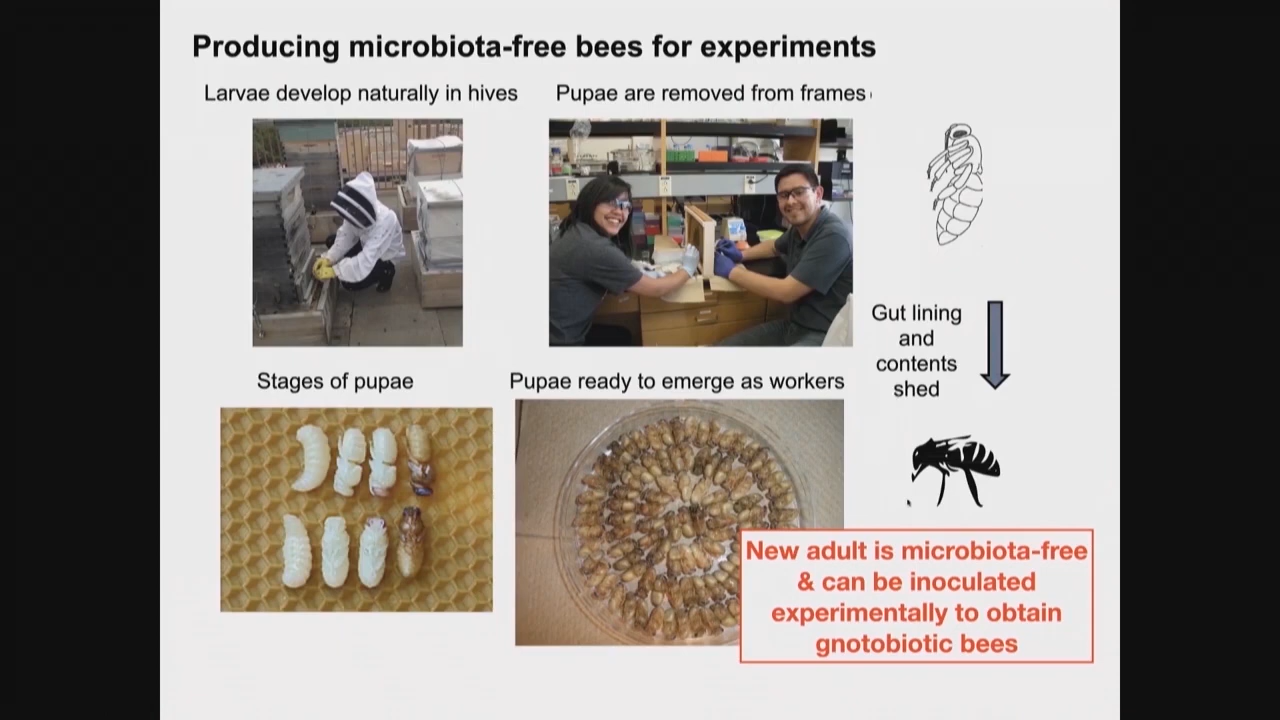 Producing microbiota-free bees for experiments
Larvae develop naturally in hives
Pupae are removed from frames
Gut lining
and
contents
shed
Stages of pupae
Pupae ready to emerge as workers
New adult is microbiota-free
& can be inoculated
experimentally to obtain
gnotobiotic bees